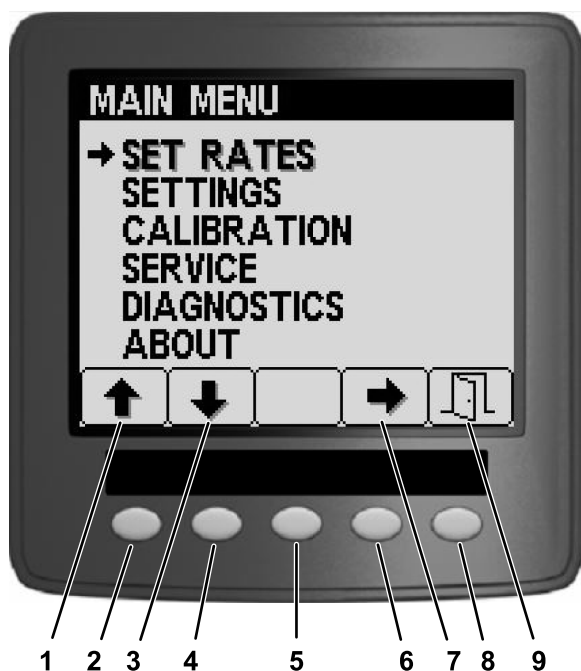 MAIN MENU
SET RATES
SETTINGS
CALIBRATION
SERVICE
DIAGNOSTICS
ABOUT
1 2 3 4 5 6 7 8 9